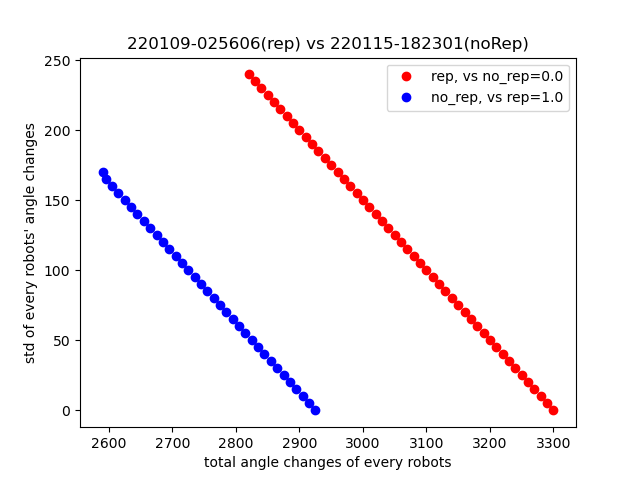 220109-025606(rep) vs 220115-182301(noRep)
rep, vs no_rep=0.0
no_rep, vs rep=1.0
std of every robots' angle changes
250
200
150
100
50
0
2600 2700 2800 2900 3000 3100 3200 3300
total angle changes of every robots